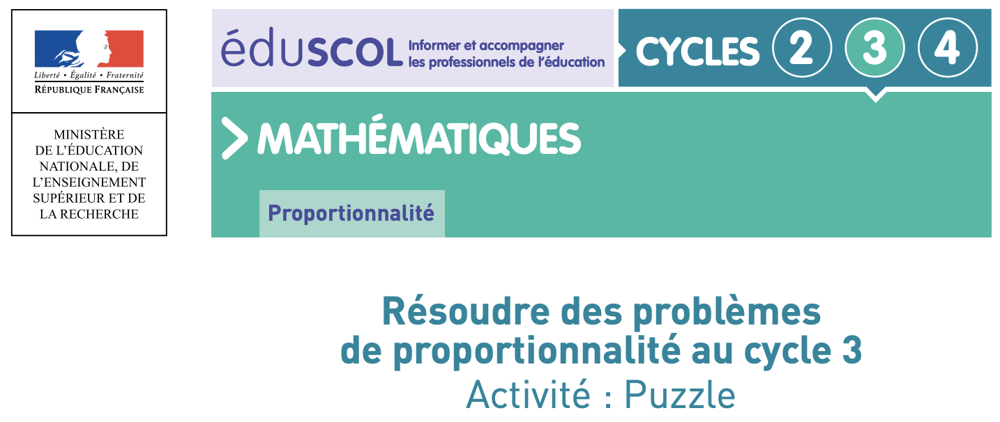 Liberté • Égalité • Fraternité
RÉPUBLIQUE FRANÇAISE
MINISTÈRE
DE L'ÉDUCATION
NATIONALE, DE
L'ENSEIGNEMENT
SUPÉRIEUR ET DE
LA RECHERCHE
éduSCOL
Informer et accompagner
les professionnels de l'éducation
CYCLES 2 3 4
MATHÉMATIQUES
Proportionnalité
Résoudre des problèmes
de proportionnalité au cycle 3
Activité : Puzzle